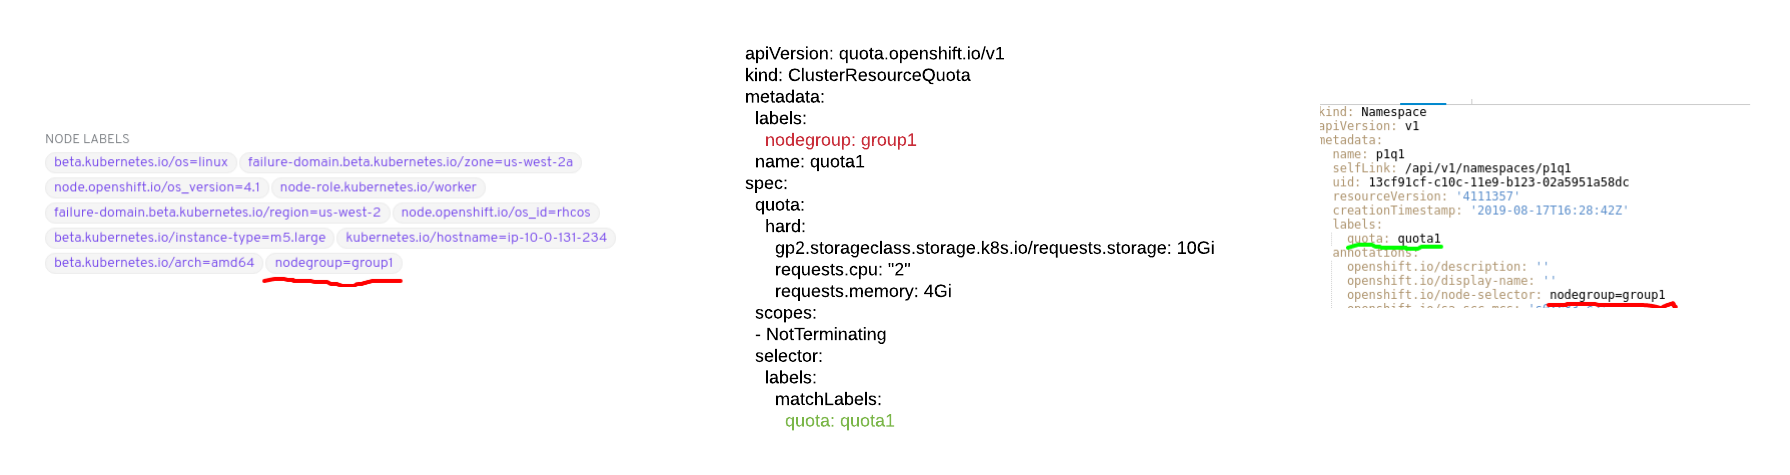 NODE LABELS
beta.kubernetes.io/os=linux failure-domain.beta.kubernetes.io/zone=us-west-2a
node.openshift.io/os_version=4.1 node-role.kubernetes.io/worker
failure-domain.beta.kubernetes.io/region=us-west-2 node.openshift.io/os_id=rhcos
beta.kubernetes.io/instance-type=m5.large kubernetes.io/hostname=ip-10-0-131-234
beta.kubernetes.io/arch=amd64 nodegroup=group1
apiVersion: quota.openshift.io/v1
kind: ClusterResourceQuota
metadata:
labels:
nodegroup: group1
name: quota1
spec:
quota:
hard:
gp2.storageclass.storage.k8s.io/requests.storage: 10Gi
requests.cpu: "2"
requests.memory: 4Gi
scopes:
- NotTerminating
selector:
labels:
matchLabels:
quota: quota1
kind: Namespace
apiVersion: v1
metadata:
name: p1q1
selfLink: /api/v1/namespaces/p1q1
uid: 13cf91cf-c10c-11e9-b123-02a5951a58dc
resourceVersion: '4111357'
creationTimestamp: '2019-08-17T16:28:42Z'
labels:
quota: quota1
annotations:
openshift.io/description: ''
openshift.io/display-name: ''
openshift.io/node-selector: nodegroup=group1